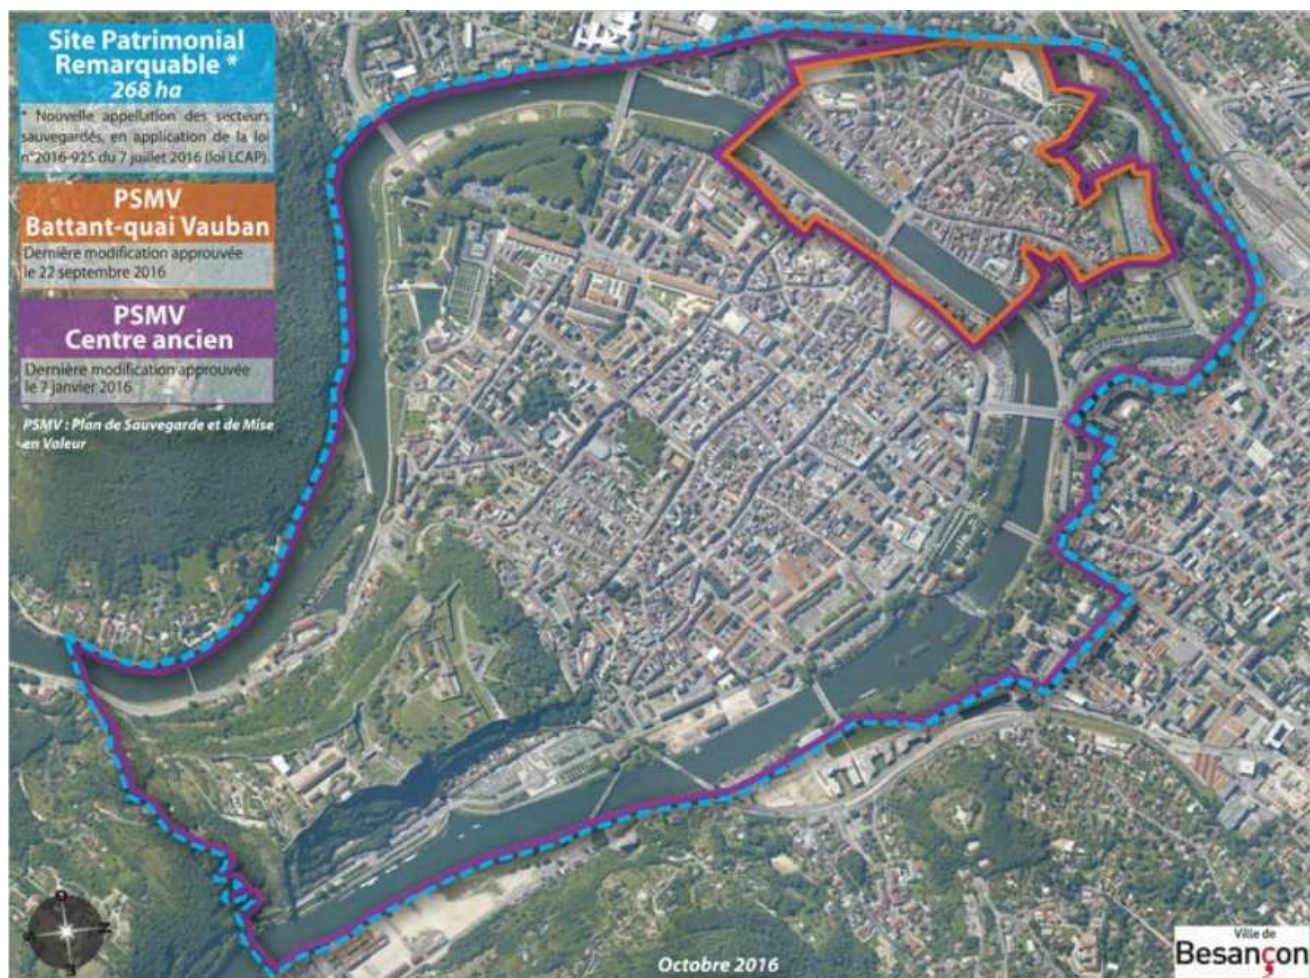 Site Patrimonial
Remarquable *
268 ha
* Nouvelle appellation des secteurs
sauvegardés, en application de la loi
n°2016-925 du 7 juillet 2016 (loi LCAP).
PSMV
Battant-quai Vauban
Dernière modification approuvée
le 22 septembre 2016
PSMV
Centre ancien
Dernière modification approuvée
le 7 janvier 2016
PSMV : Plan de Sauvegarde et de Mise
en Valeur
O
N
E
Octobre 2016
Ville de
Besançon